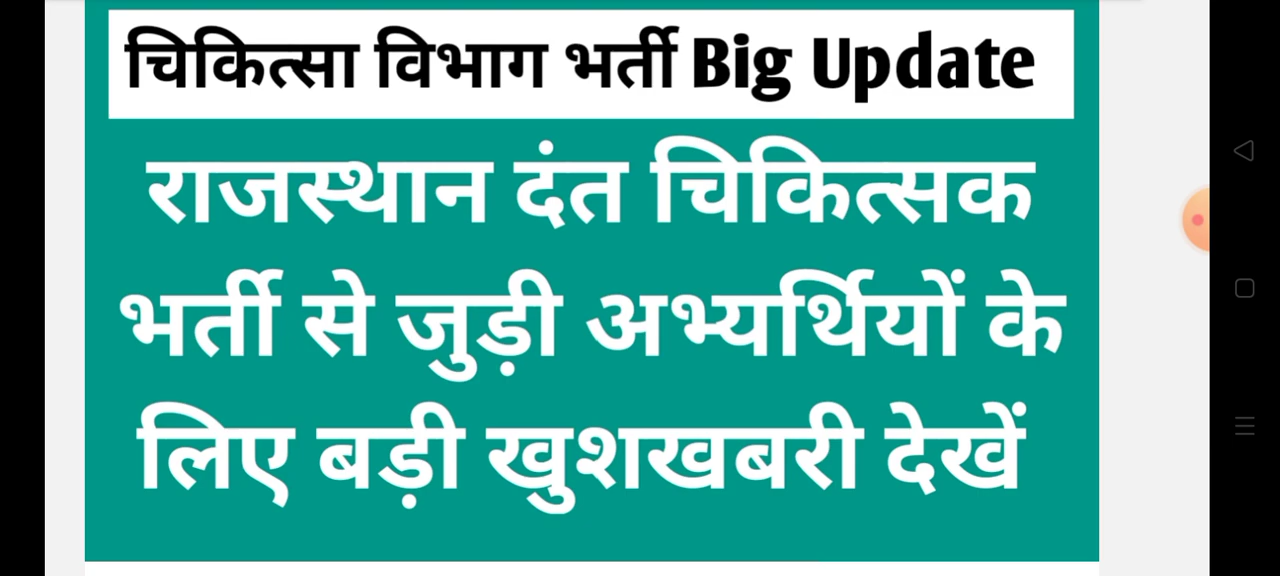 चिकित्सा विभाग भर्ती Big Update
राजस्थान दंत चिकित्सक
भर्ती से जुड़ी अभ्यर्थियों के
लिए बड़ी खुशखबरी देखें